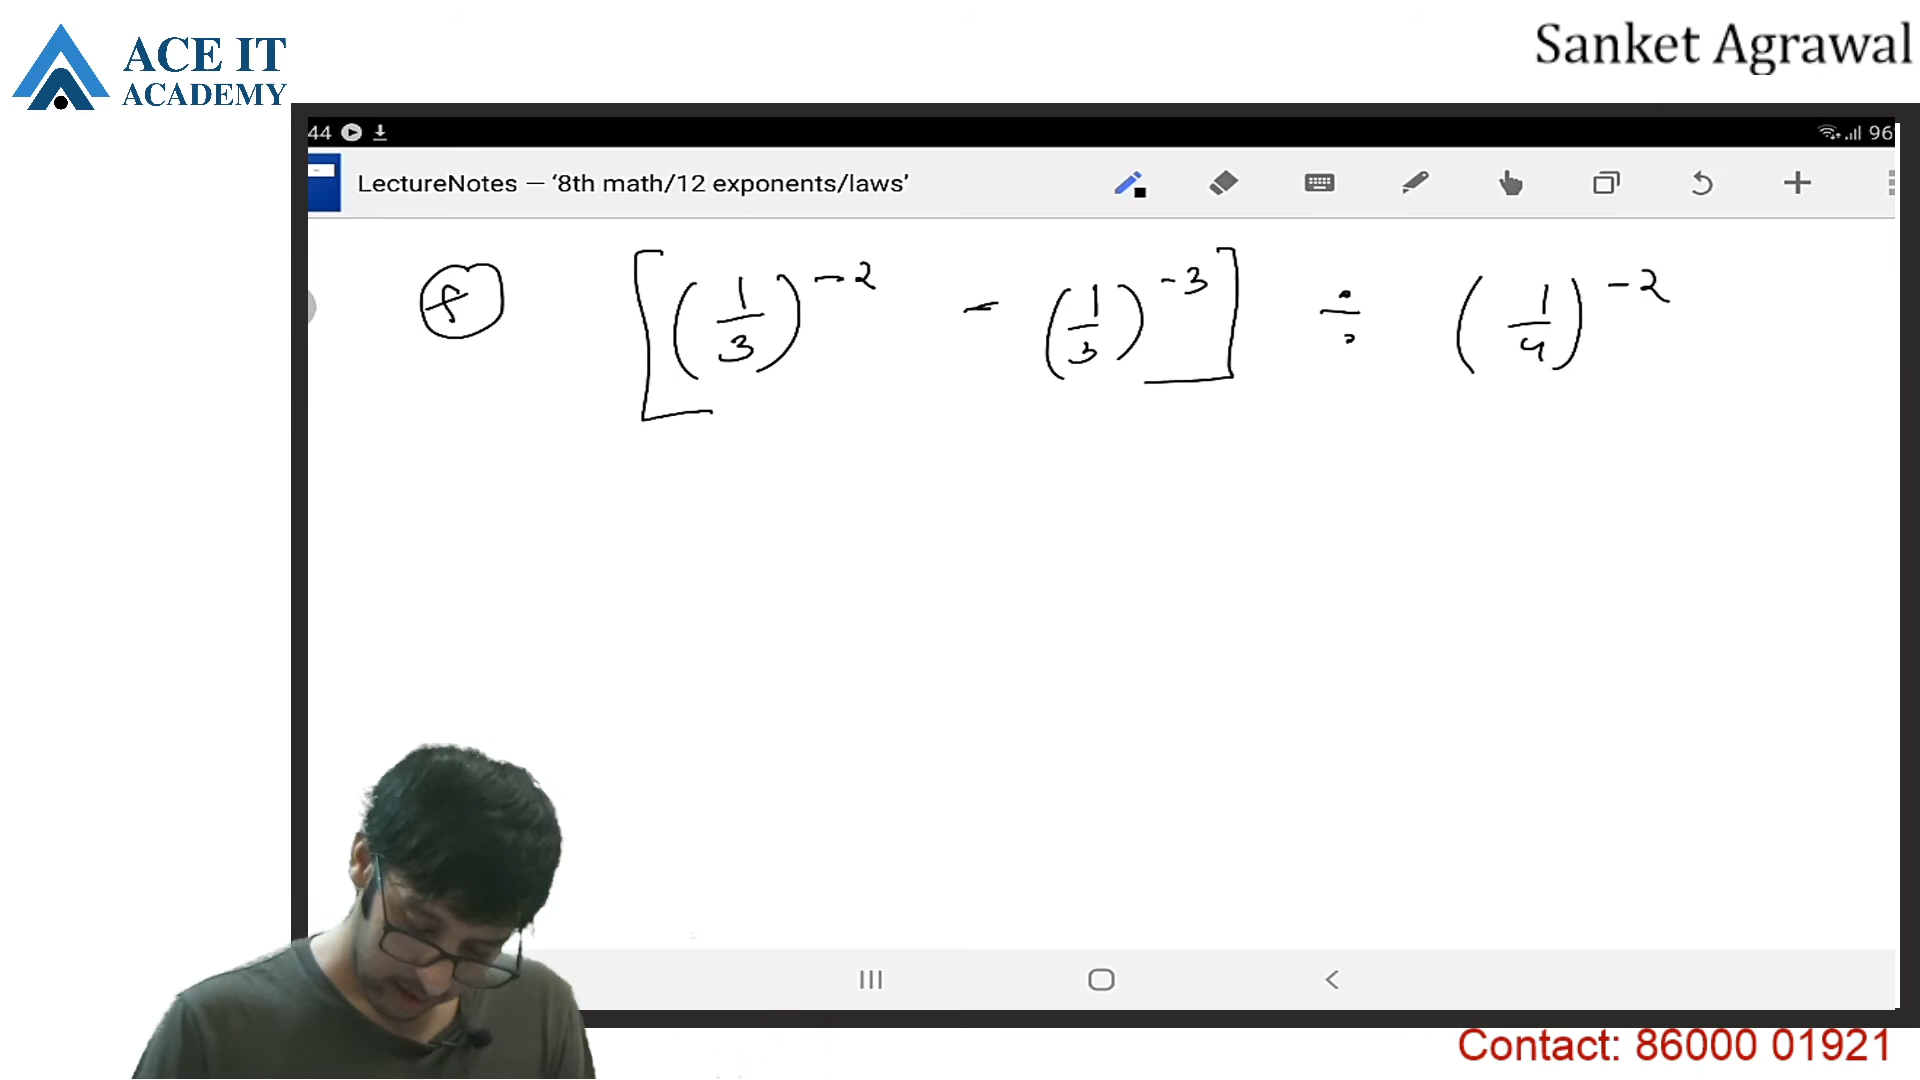 ACE IT
ACADEMY
Sanket Agrawal
44 96
LectureNotes — ‘8th math/12 exponents/laws’
f [(1/3)^-2 - (1/3)^-3] ÷ (1/4)^-2
Contact: 86000 01921